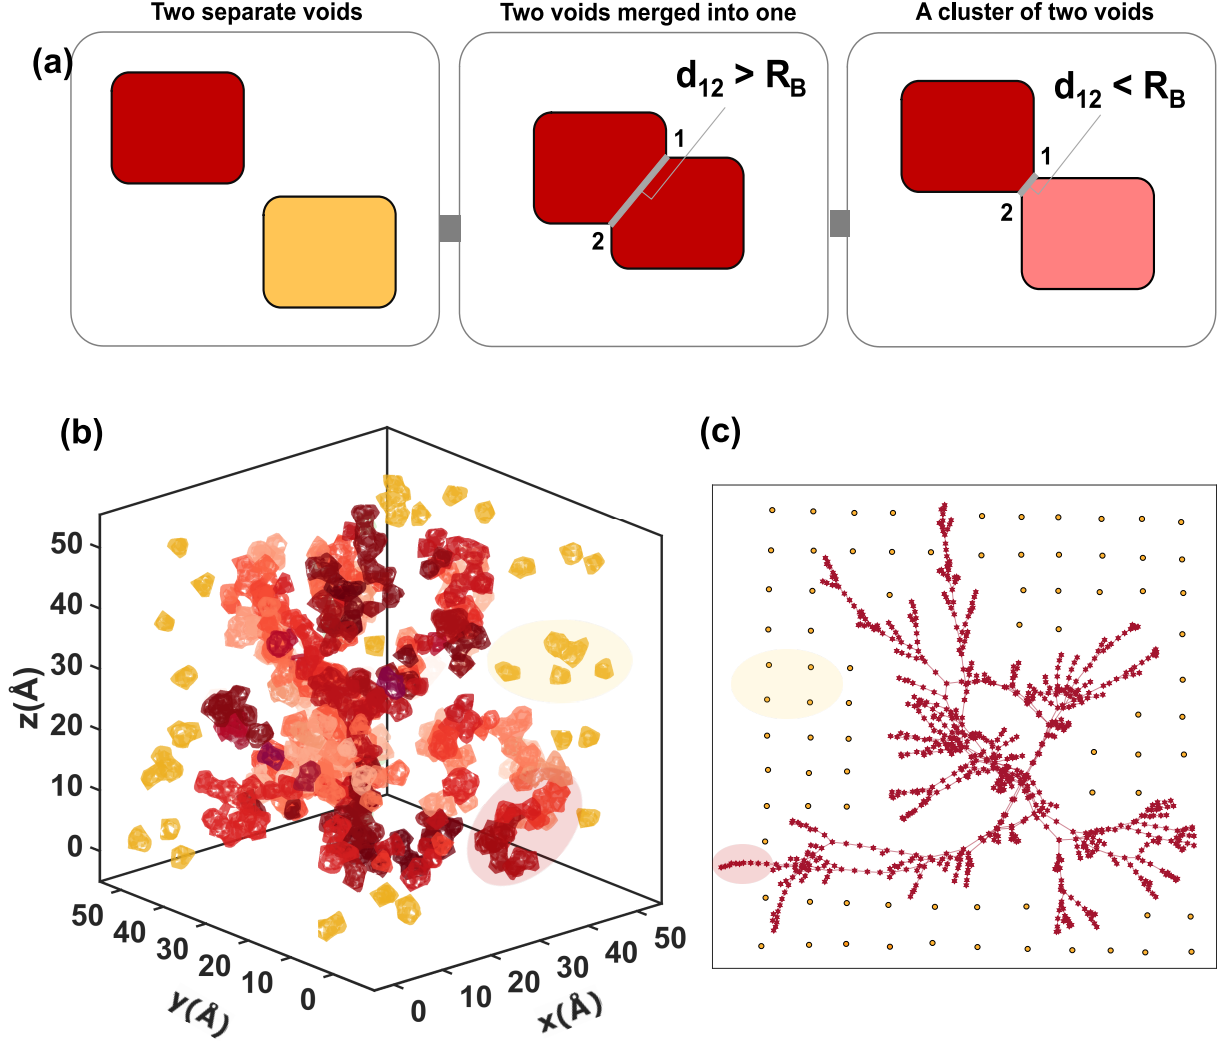 Two separate voids
Two voids merged into one
A cluster of two voids
(a)
d12 > RB
1
2
d12 < RB
1
2
(b)
(c)
50
40
30
20
10
0
z(Å)
50
40
30
20
10
0
y(Å)
0
10
20
30
40
50
x(Å)